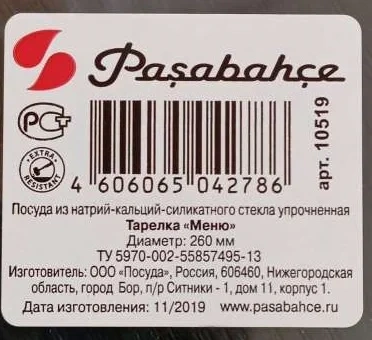 Paşabahçe
арт. 10519
РСТ
EXTRA RESISTANT
4 606065 042786
Посуда из натрий-кальций-силикатного стекла упрочненная
Тарелка «Меню»
Диаметр: 260 мм
ТУ 5970-002-55857495-13
Изготовитель: ООО «Посуда», Россия, 606460, Нижегородская
область, город Бор, п/р Ситники - 1, дом 11, корпус 1.
Дата изготовления: 11/2019 www.pasabahce.ru